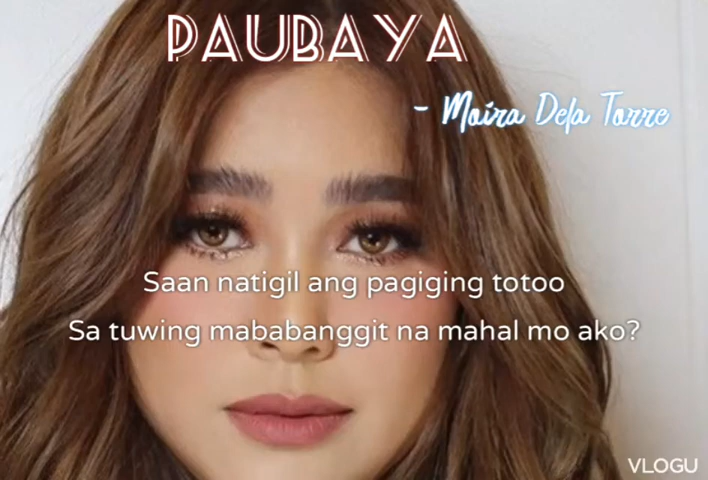 PAUBAYA
- Moira Dela Torre
Saan natigil ang pagiging totoo
Sa tuwing mababanggit na mahal mo ako?
VLOGU